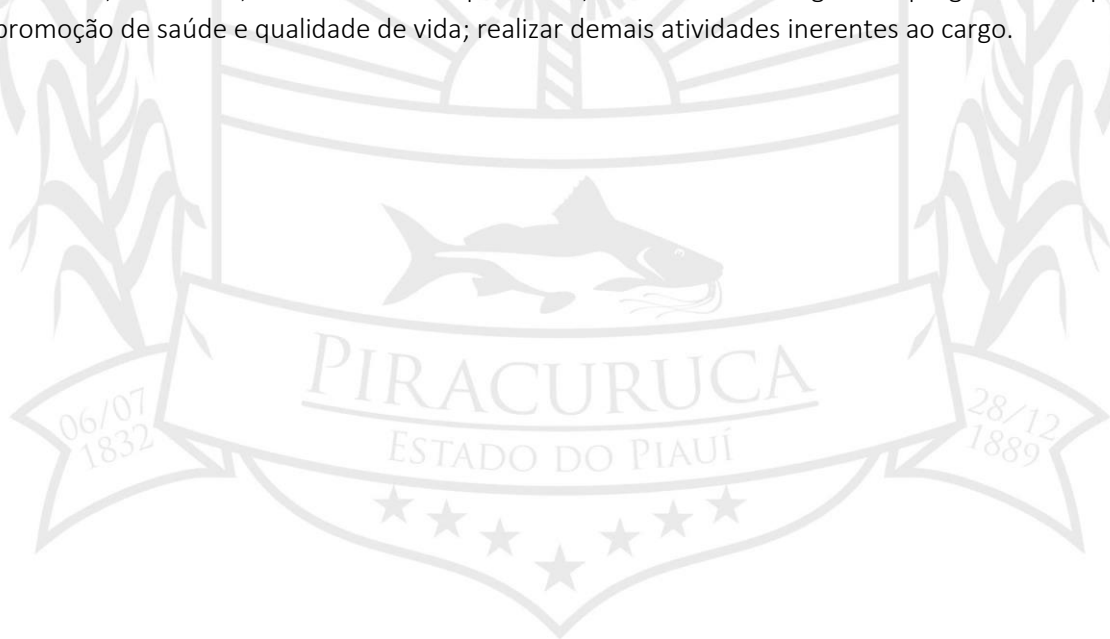 promoção de saúde e qualidade de vida; realizar demais atividades inerentes ao cargo.
PIRACURUCA
ESTADO DO PIAUÍ
06/07
1832
28/12
1889